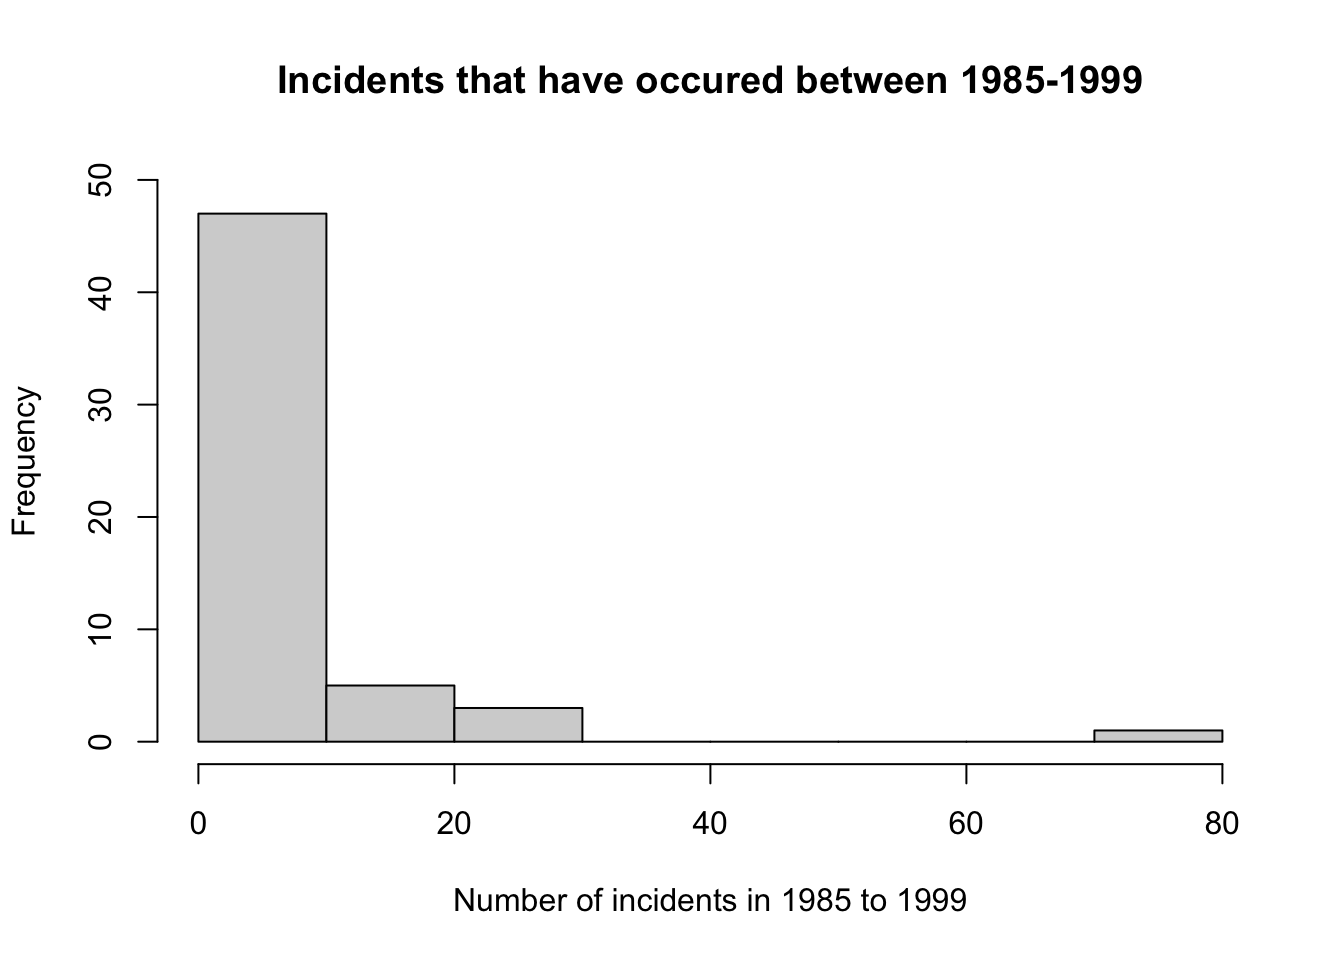 Incidents that have occured between 1985-1999
50
40
30
20
10
0
Frequency
0 20 40 60 80
Number of incidents in 1985 to 1999